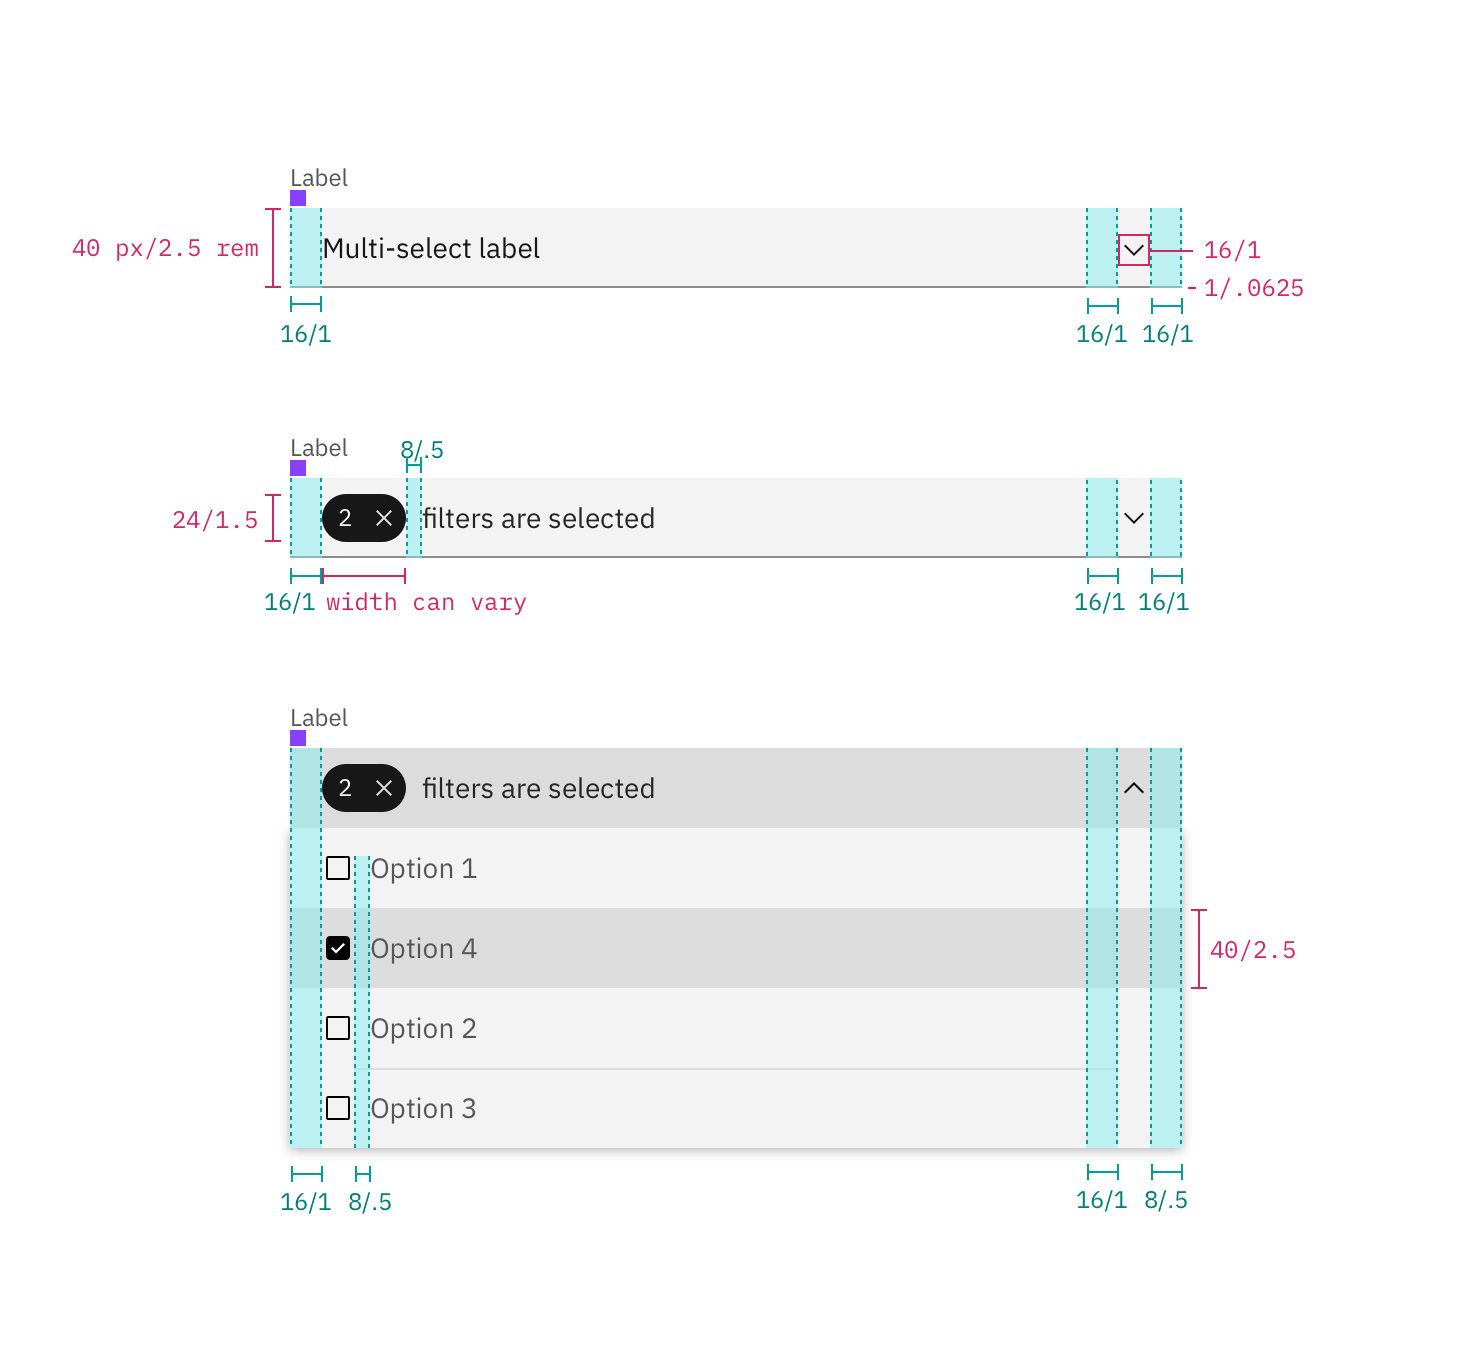 Label
40 px/2.5 rem
Multi-select label
16/1
1/.0625
16/1
16/1
16/1
Label
8/.5
24/1.5
2
filters are selected
16/1
width can vary
16/1
16/1
Label
2
filters are selected
Option 1
Option 4
40/2.5
Option 2
Option 3
16/1
8/.5
16/1
8/.5